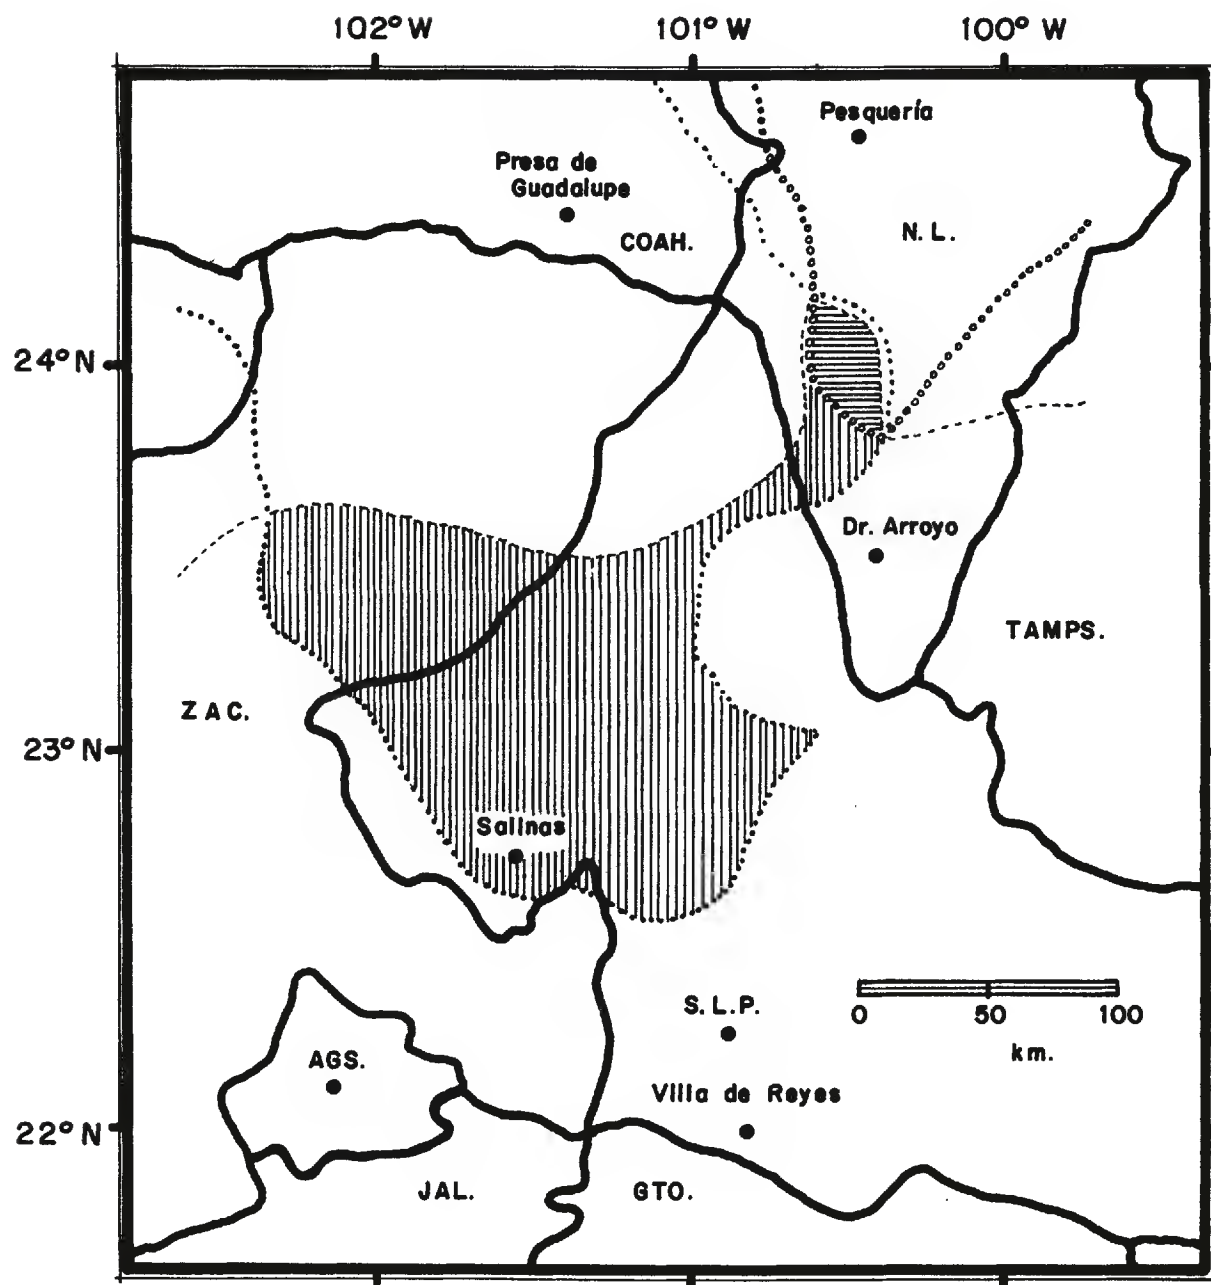 102° W 101° W 100° W
Pesquería
Presa de
Guadalupe
COAH.
N. L.
24° N
Dr. Arroyo
TAMPS.
ZAC.
23° N
Salinas
S. L. P.
0 50 100
km.
AGS.
Villa de Reyes
22° N
JAL.
GTO.